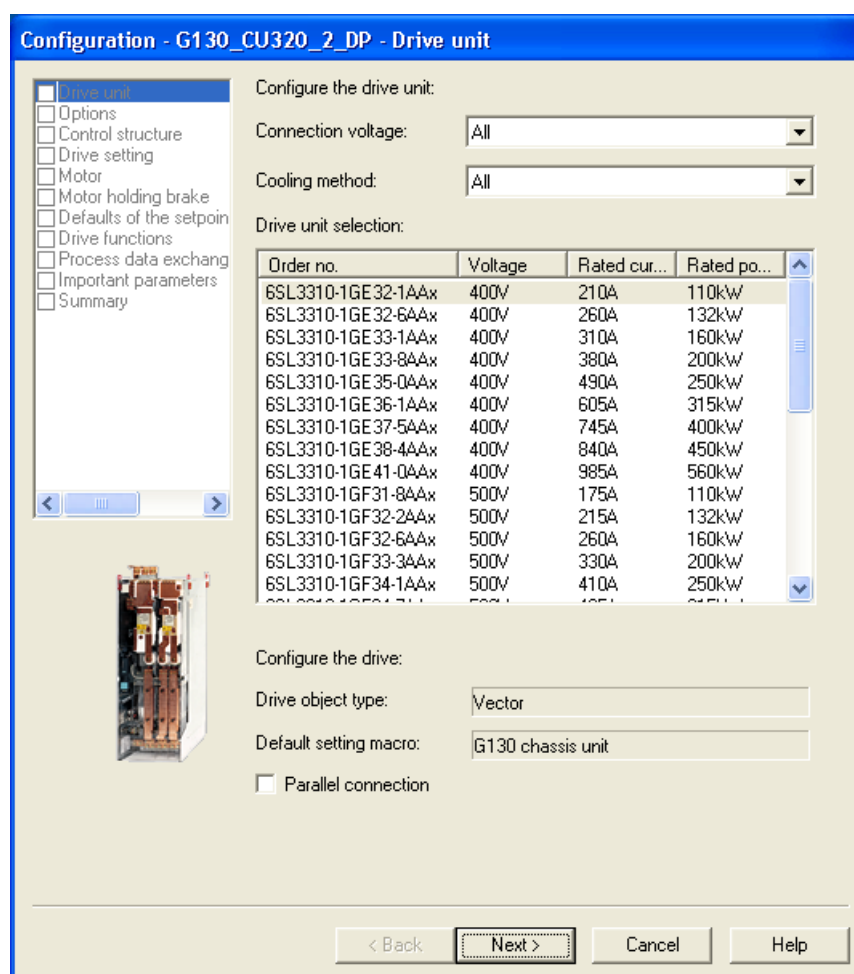 Configuration - G130_CU320_2_DP - Drive unit
Drive unit
Options
Control structure
Drive setting
Motor
Motor holding brake
Defaults of the setpoin
Drive functions
Process data exchang
Important parameters
Summary
Configure the drive unit:
Connection voltage: All
Cooling method: All
Drive unit selection:
Order no. Voltage Rated cur... Rated po...
6SL3310-1GE32-1AAx 400V 210A 110kW
6SL3310-1GE32-6AAx 400V 260A 132kW
6SL3310-1GE33-1AAx 400V 310A 160kW
6SL3310-1GE33-8AAx 400V 380A 200kW
6SL3310-1GE35-0AAx 400V 490A 250kW
6SL3310-1GE36-1AAx 400V 605A 315kW
6SL3310-1GE37-5AAx 400V 745A 400kW
6SL3310-1GE38-4AAx 400V 840A 450kW
6SL3310-1GE41-0AAx 400V 985A 560kW
6SL3310-1GF31-8AAx 500V 175A 110kW
6SL3310-1GF32-2AAx 500V 215A 132kW
6SL3310-1GF32-6AAx 500V 260A 160kW
6SL3310-1GF33-3AAx 500V 330A 200kW
6SL3310-1GF34-1AAx 500V 410A 250kW
Configure the drive:
Drive object type: Vector
Default setting macro: G130 chassis unit
Parallel connection
< Back Next > Cancel Help